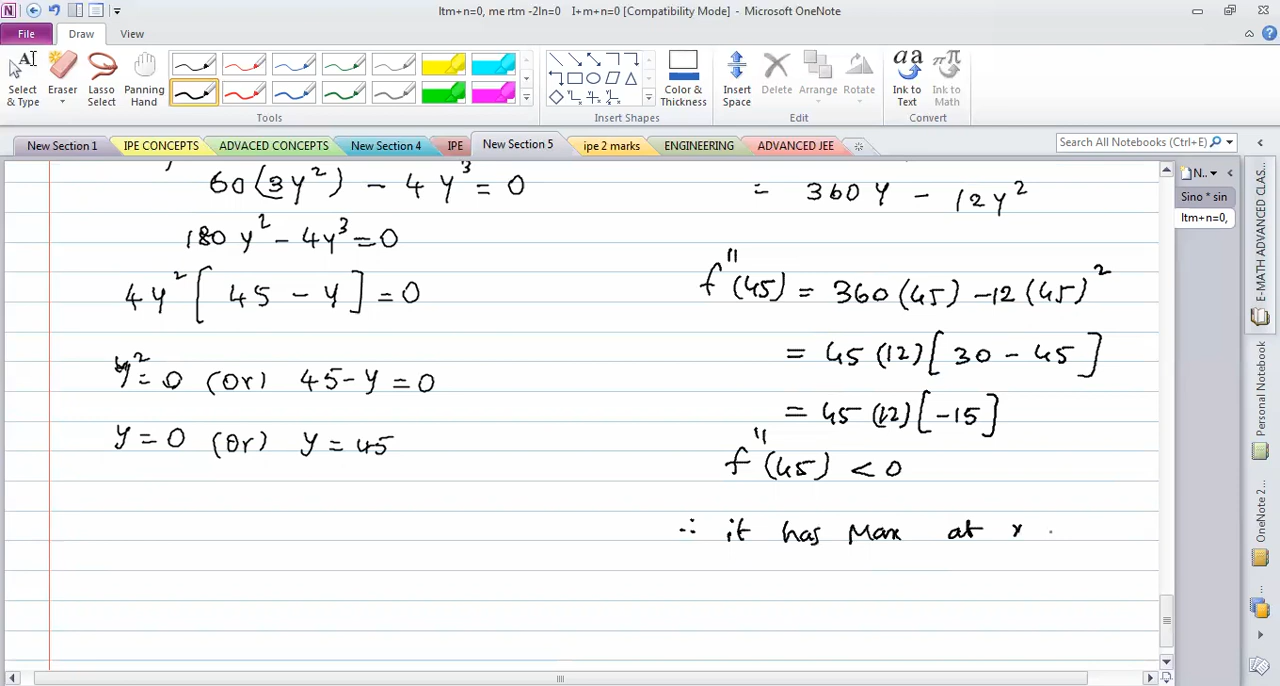 ltm+n=0, me rtm -2ln=0 l+m+n=0 [Compatibility Mode] - Microsoft OneNote
File Draw View
Select & Type
Eraser
Lasso Select
Panning Hand
Color & Thickness
Insert Space
Delete
Arrange
Rotate
Ink to Text
Ink to Math
Tools
Insert Shapes
Edit
Convert
New Section 1 IPE CONCEPTS ADVACED CONCEPTS New Section 4 IPE New Section 5 ipe 2 marks ENGINEERING ADVANCED JEE Search All Notebooks (Ctrl+E)
60(3y²) - 4y³ = 0
180y² - 4y³ = 0
4y² [ 45 - y ] = 0
y² = 0 (or) 45 - y = 0
y = 0 (or) y = 45
= 360y - 12y²
f''(45) = 360(45) - 12(45)²
= 45(12)[30 - 45]
= 45(12)[-15]
f''(45) < 0
∴ it has Max at x
N..
Sino * sin
ltm+n=0,
E-MATH ADVANCED CLAS...
Personal Notebook
OneNote 2...